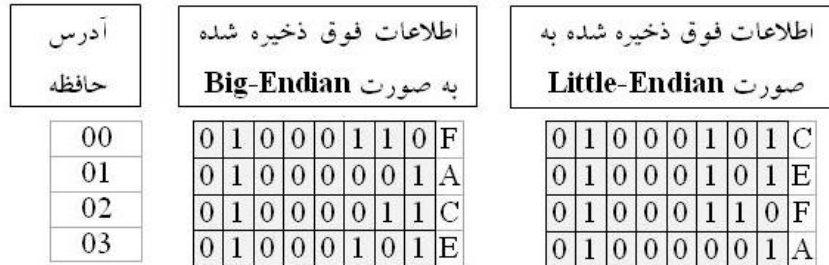 آدرس
حافظه
اطلاعات فوق ذخیره شده
به صورت Big-Endian
اطلاعات فوق ذخیره شده به
صورت Little-Endian
00 0 1 0 0 0 1 1 0 F 0 1 0 0 0 1 0 1 C
01 0 1 0 0 0 0 0 1 A 0 1 0 0 0 1 0 1 E
02 0 1 0 0 0 0 1 1 C 0 1 0 0 0 1 1 0 F
03 0 1 0 0 0 1 0 1 E 0 1 0 0 0 0 0 1 A